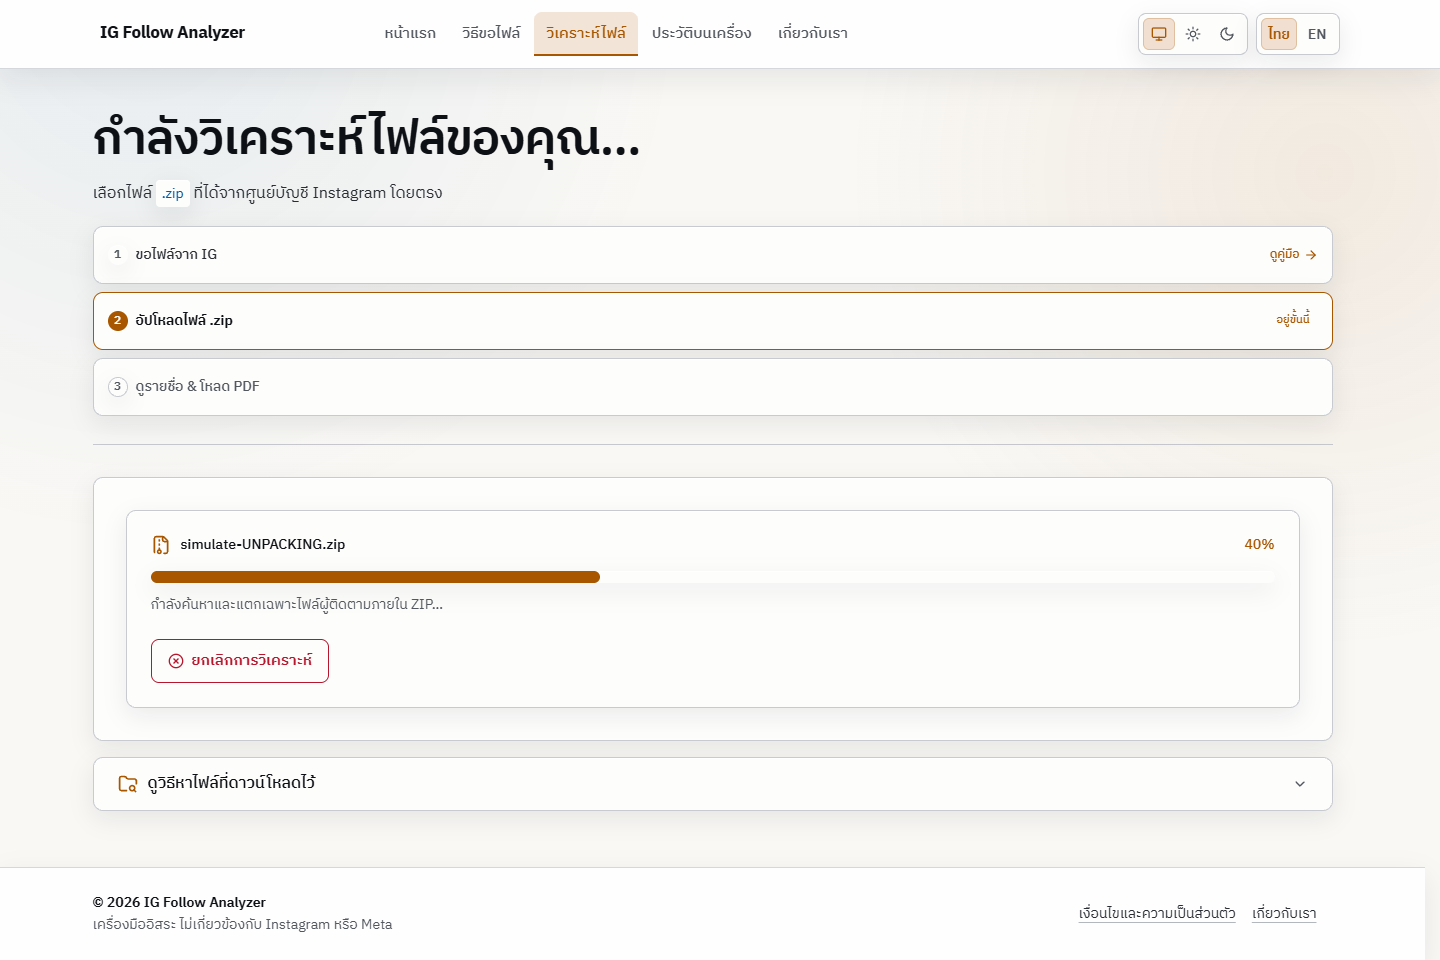 IG Follow Analyzer
หน้าแรก
วิธีขอไฟล์
วิเคราะห์ไฟล์
ประวัติบนเครื่อง
เกี่ยวกับเรา
ไทย
EN
กำลังวิเคราะห์ไฟล์ของคุณ...
เลือกไฟล์ .zip ที่ได้จากศูนย์บัญชี Instagram โดยตรง
1 ขอไฟล์จาก IG
ดูคู่มือ →
2 อัปโหลดไฟล์ .zip
อยู่ขั้นนี้
3 ดูรายชื่อ & โหลด PDF
simulate-UNPACKING.zip
40%
กำลังค้นหาและแตกเฉพาะไฟล์ผู้ติดตามภายใน ZIP...
ยกเลิกการวิเคราะห์
ดูวิธีหาไฟล์ที่ดาวน์โหลดไว้
© 2026 IG Follow Analyzer
เครื่องมืออิสระ ไม่เกี่ยวข้องกับ Instagram หรือ Meta
เงื่อนไขและความเป็นส่วนตัว
เกี่ยวกับเรา